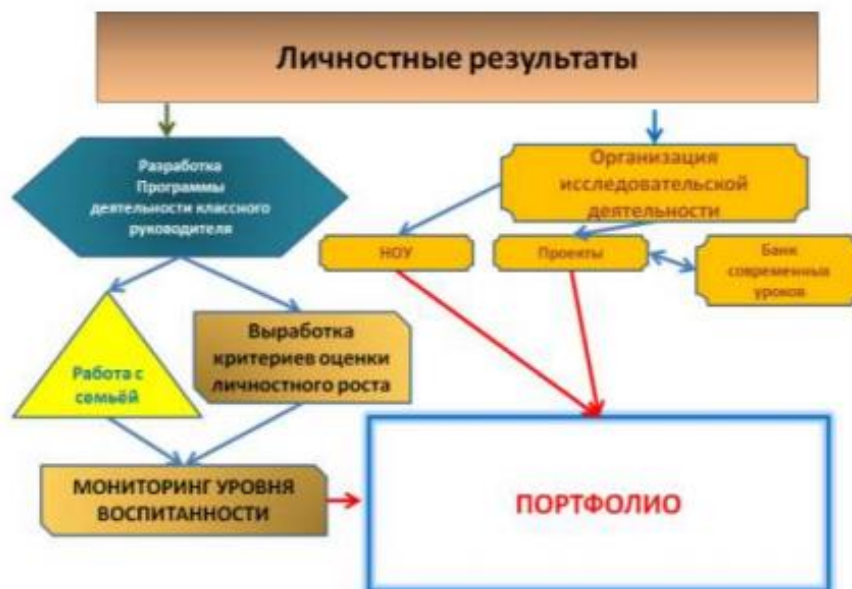 Личностные результаты
Разработка
Программы
деятельности классного
руководителя
Организация
исследовательской
деятельности
НОУ
Проекты
Банк
современных
уроков
Работа с
семьёй
Выработка
критериев оценки
личностного роста
МОНИТОРИНГ УРОВНЯ
ВОСПИТАННОСТИ
ПОРТФОЛИО